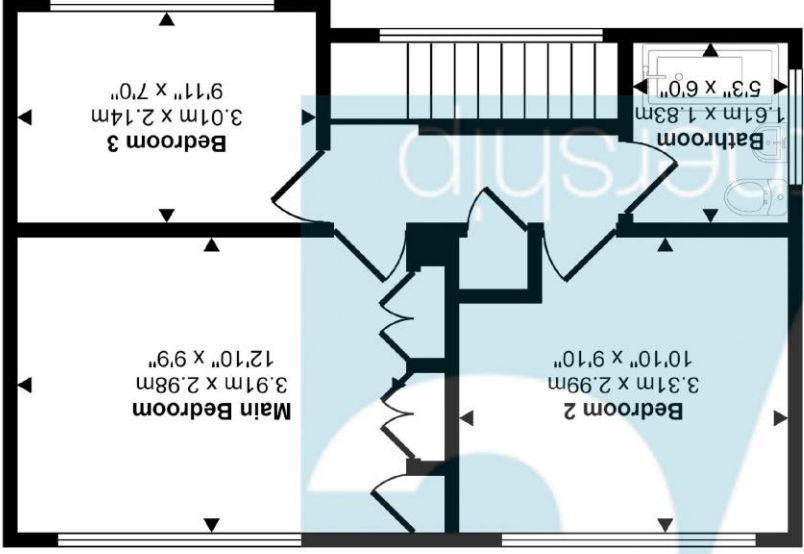 Bedroom 2
3.31m x 2.99m
10'10" x 9'10"
Main Bedroom
3.91m x 2.98m
12'10" x 9'9"
Bathroom
1.61m x 1.83m
5'3" x 6'0"
Bedroom 3
3.01m x 2.14m
9'11" x 7'0"